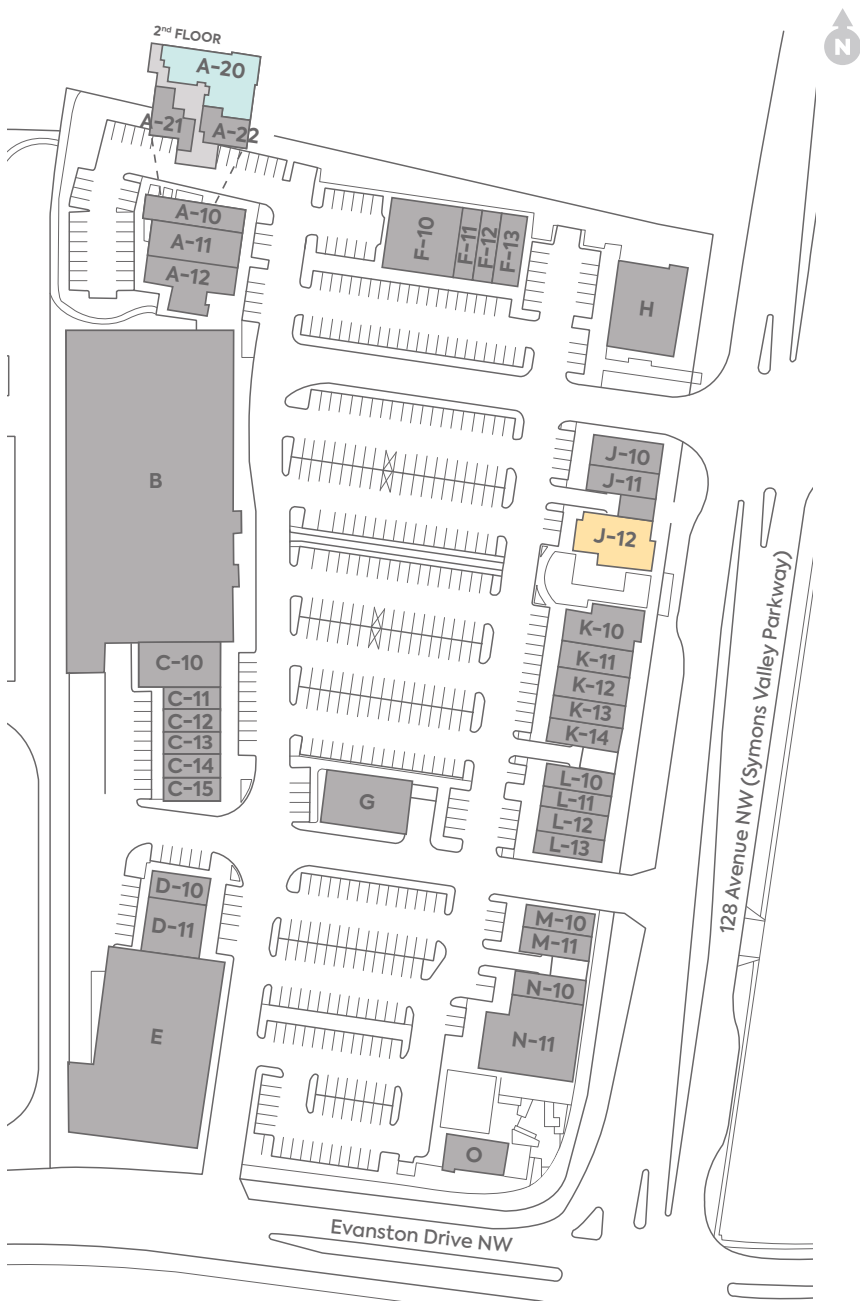 N
2nd FLOOR
A-20
A-21
A-22
A-10
A-11
A-12
F-10
F-11
F-12
F-13
H
B
J-10
J-11
J-12
K-10
K-11
K-12
K-13
K-14
C-10
C-11
C-12
C-13
C-14
C-15
G
L-10
L-11
L-12
L-13
D-10
D-11
M-10
M-11
E
N-10
N-11
O
128 Avenue NW (Symons Valley Parkway)
Evanston Drive NW